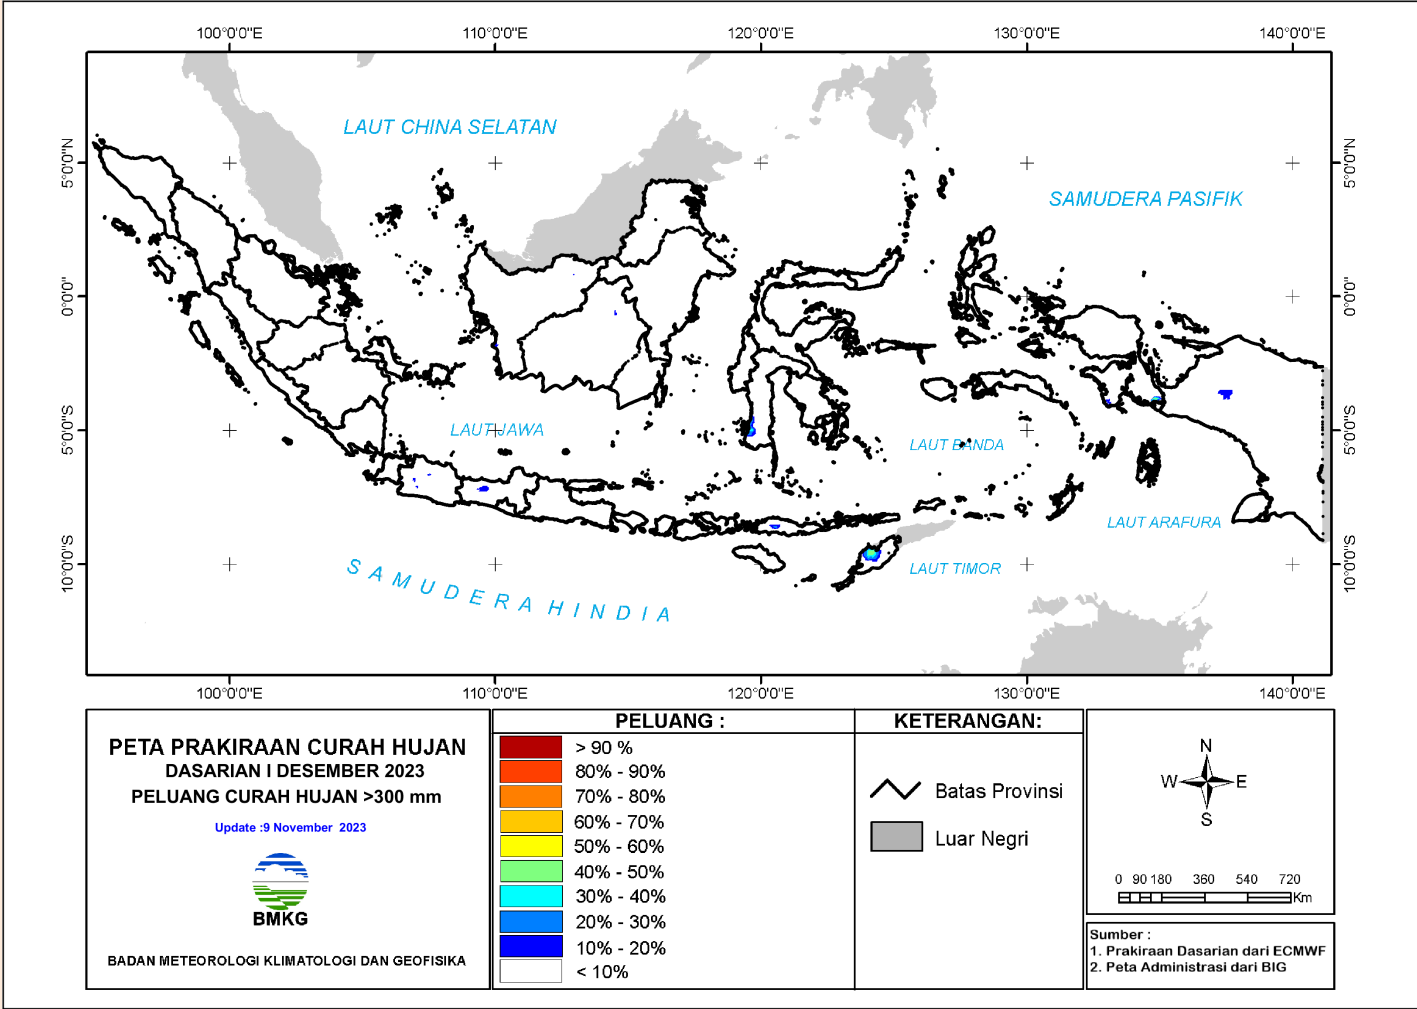 100°0'0"E 110°0'0"E 120°0'0"E 130°0'0"E 140°0'0"E
5°0'0"N
0°0'0"
5°0'0"S
10°0'0"S
LAUT CHINA SELATAN
SAMUDERA PASIFIK
LAUT JAWA
LAUT BANDA
LAUT ARAFURA
LAUT TIMOR
SAMUDERA HINDIA
5°0'0"N
0°0'0"
5°0'0"S
10°0'0"S
100°0'0"E 110°0'0"E 120°0'0"E 130°0'0"E 140°0'0"E
PETA PRAKIRAAN CURAH HUJAN
DASARIAN I DESEMBER 2023
PELUANG CURAH HUJAN >300 mm
Update :9 November 2023
BMKG
BADAN METEOROLOGI KLIMATOLOGI DAN GEOFISIKA
PELUANG :
> 90 %
80% - 90%
70% - 80%
60% - 70%
50% - 60%
40% - 50%
30% - 40%
20% - 30%
10% - 20%
< 10%
KETERANGAN:
Batas Provinsi
Luar Negri
N
W E
S
0 90 180 360 540 720
Km
Sumber :
1. Prakiraan Dasarian dari ECMWF
2. Peta Administrasi dari BIG